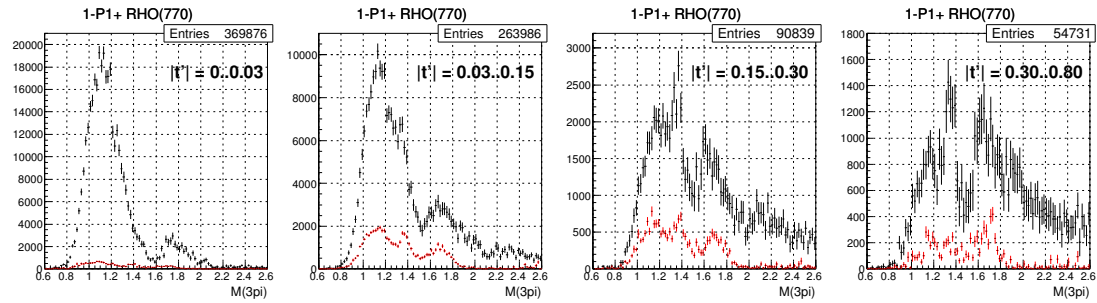 1-P1+ RHO(770)
Entries 369876
|t'| = 0..0.03
20000
18000
16000
14000
12000
10000
8000
6000
4000
2000
0
0.6 0.8 1 1.2 1.4 1.6 1.8 2 2.2 2.4 2.6
M(3pi)
1-P1+ RHO(770)
Entries 263986
|t'| = 0.03..0.15
10000
8000
6000
4000
2000
0
0.6 0.8 1 1.2 1.4 1.6 1.8 2 2.2 2.4 2.6
M(3pi)
1-P1+ RHO(770)
Entries 90839
|t'| = 0.15..0.30
3000
2500
2000
1500
1000
500
0
0.6 0.8 1 1.2 1.4 1.6 1.8 2 2.2 2.4 2.6
M(3pi)
1-P1+ RHO(770)
Entries 54731
|t'| = 0.30..0.80
1800
1600
1400
1200
1000
800
600
400
200
0
0.6 0.8 1 1.2 1.4 1.6 1.8 2 2.2 2.4 2.6
M(3pi)